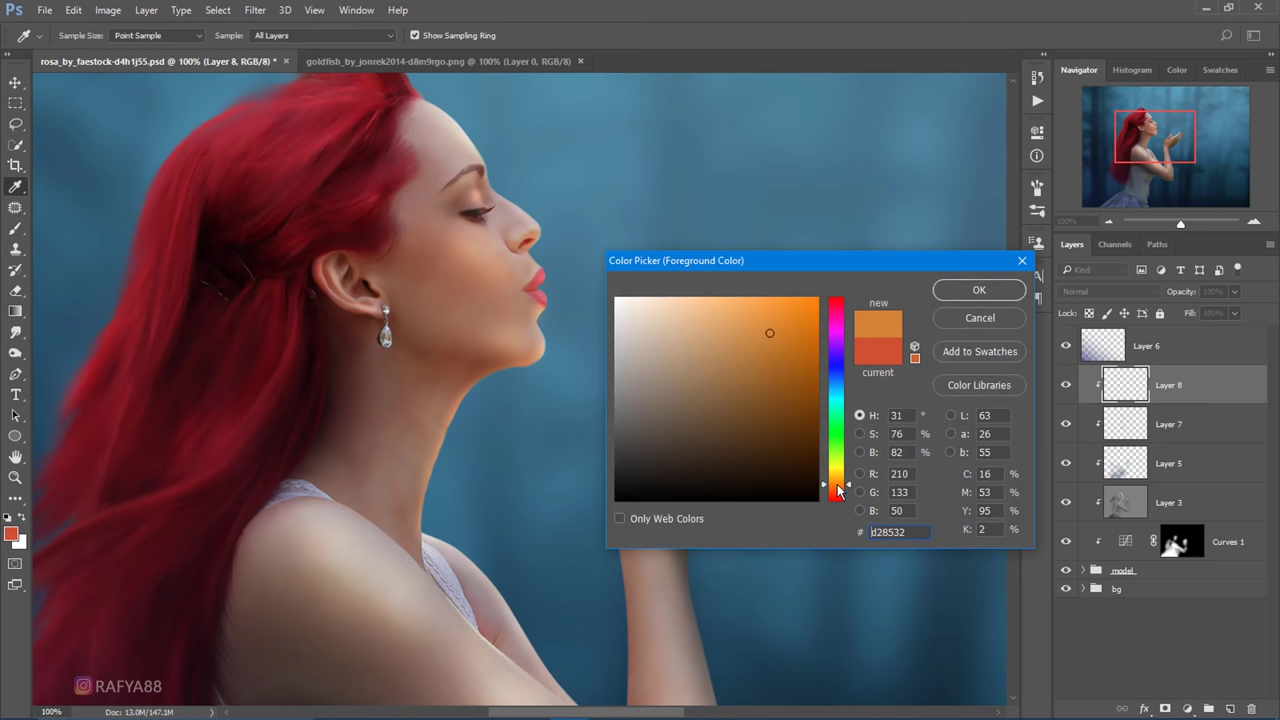 Ps File Edit Image Layer Type Select Filter 3D View Window Help
Sample Size: Point Sample Sample: All Layers Show Sampling Ring
rosa_by_faestock-d4h1j55.psd @ 100% (Layer 8, RGB/8) * × goldfish_by_jonrek2014-d8m9rgo.png @ 100% (Layer 0, RGB/8) ×
Navigator Histogram Color Swatches
100%
Layers Channels Paths
Kind
Normal Opacity: 100%
Lock: Fill: 100%
Layer 6
Layer 8
Layer 7
Layer 5
Layer 3
Curves 1
model
bg
Color Picker (Foreground Color)
new
current
OK
Cancel
Add to Swatches
Color Libraries
H: 31 ° L: 63
S: 76 % a: 26
B: 82 % b: 55
R: 210 C: 16 %
G: 133 M: 53 %
B: 50 Y: 95 %
# d28532 K: 2 %
Only Web Colors
RAFYA88
100% Doc: 13.0M/147.1M